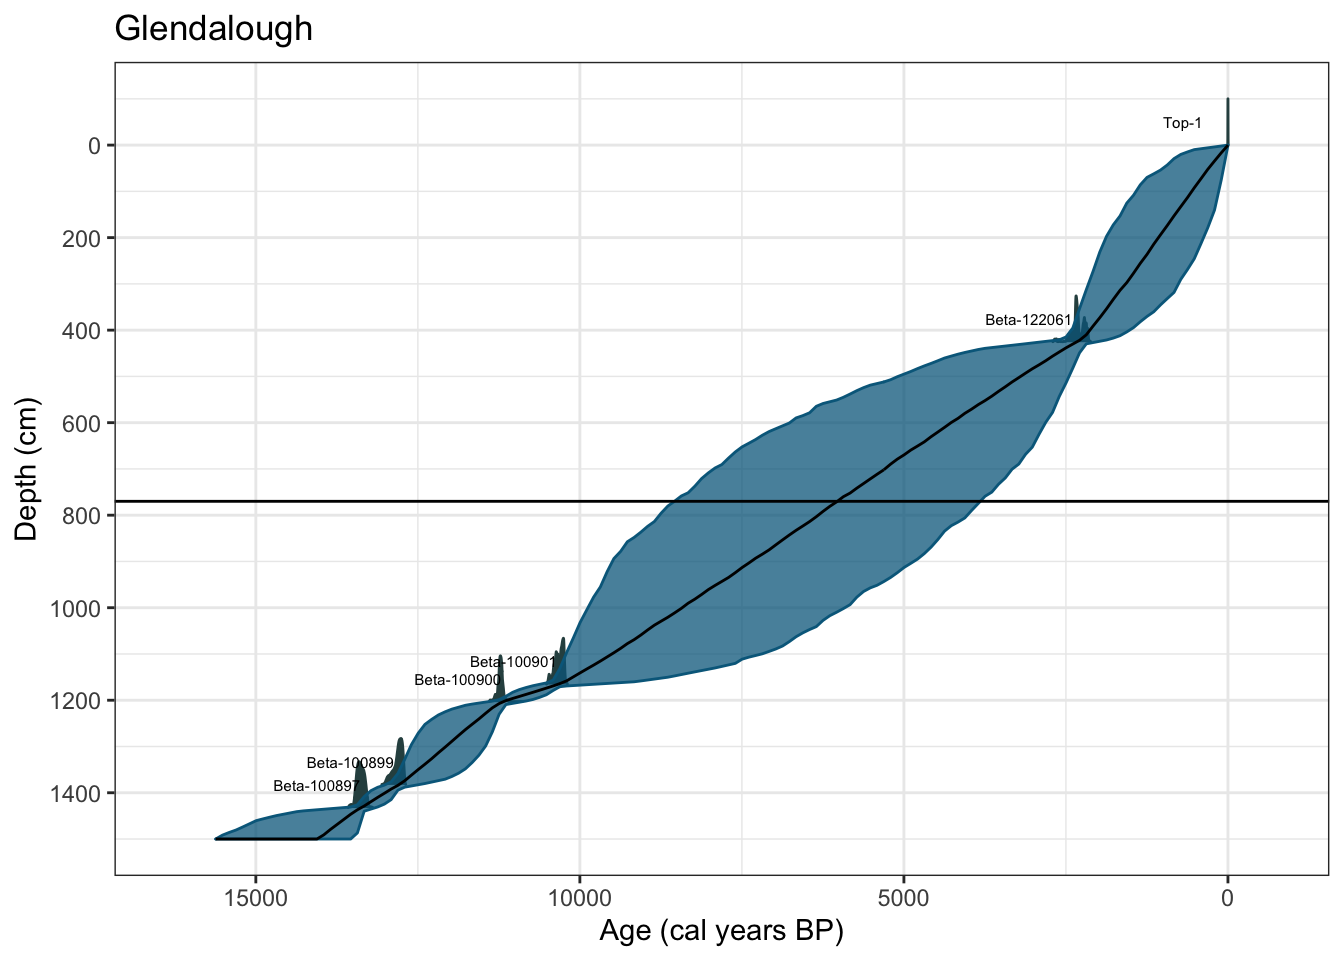 Glendalough
Top-1
0
200
Beta-122061
400
600
Depth (cm)
800
1000
Beta-100901
Beta-100900
1200
Beta-100899
Beta-100897
1400
15000
10000
5000
0
Age (cal years BP)